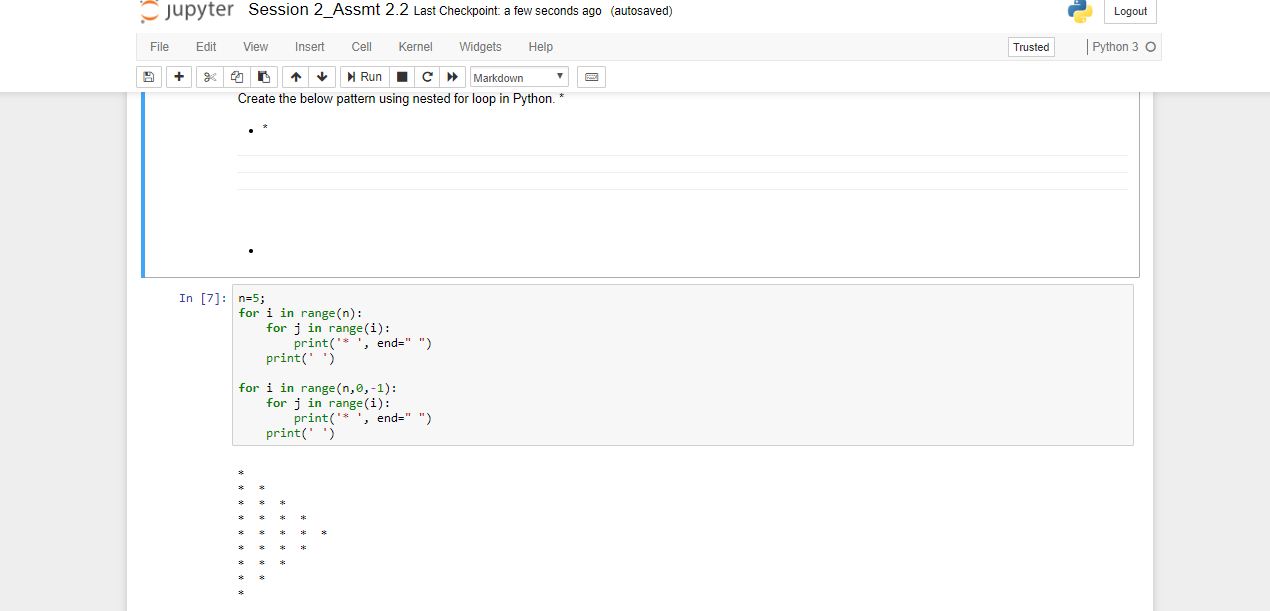 jupyter Session 2_Assmt 2.2 Last Checkpoint: a few seconds ago (autosaved) Logout
File Edit View Insert Cell Kernel Widgets Help Trusted Python 3
Run Markdown
Create the below pattern using nested for loop in Python. *
• *
•
In [7]: n=5;
for i in range(n):
    for j in range(i):
        print('* ', end=" ")
    print(' ')

for i in range(n,0,-1):
    for j in range(i):
        print('* ', end=" ")
    print(' ')
*
* *
* * *
* * * *
* * * * *
* * * *
* * *
* *
*